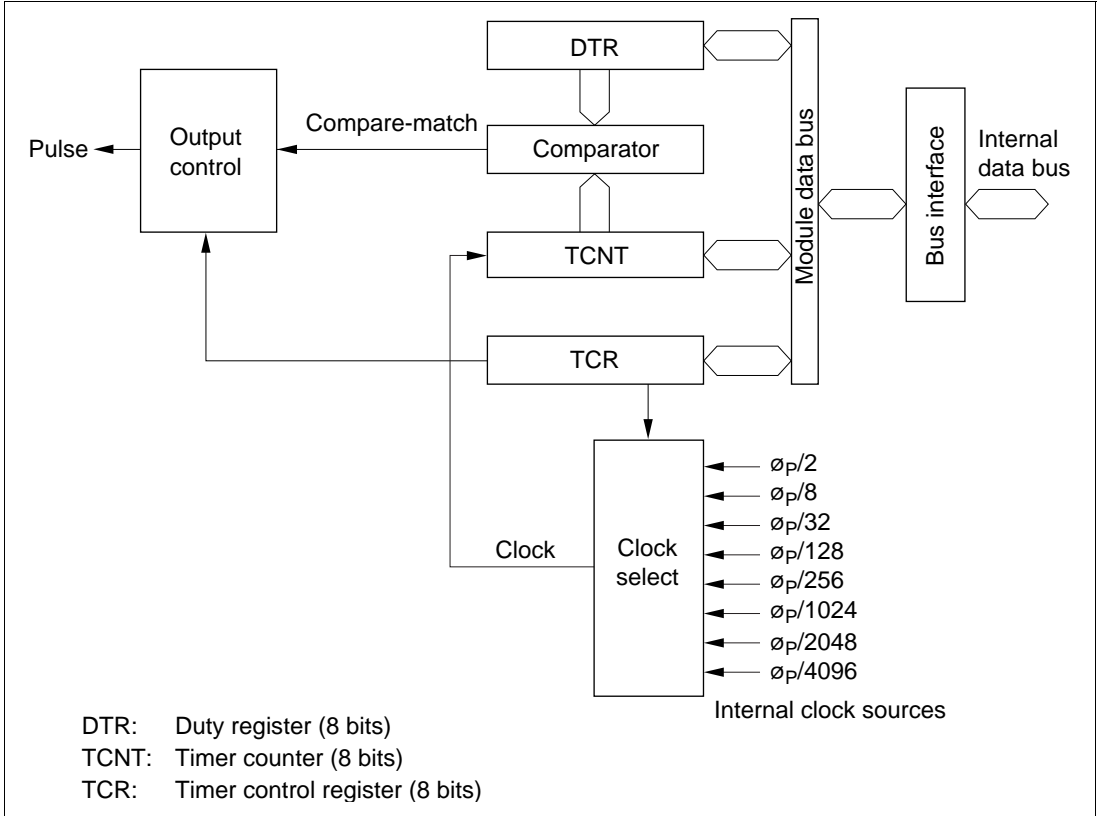 DTR
Compare-match
Output
control
Pulse
Comparator
Module data bus
Bus interface
Internal
data bus
TCNT
TCR
øP/2
øP/8
øP/32
øP/128
øP/256
øP/1024
øP/2048
øP/4096
Clock
Clock
select
Internal clock sources
DTR: Duty register (8 bits)
TCNT: Timer counter (8 bits)
TCR: Timer control register (8 bits)